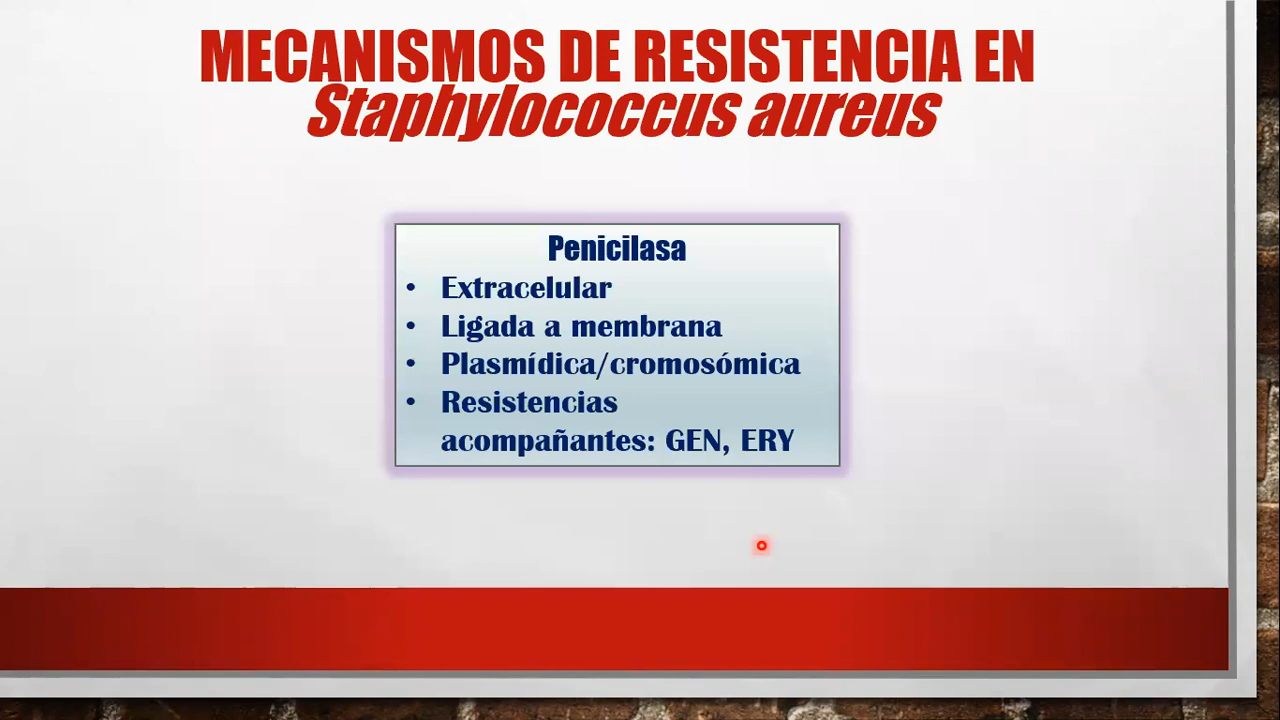 MECANISMOS DE RESISTENCIA EN
Staphylococcus aureus
Penicilasa
• Extracelular
• Ligada a membrana
• Plasmídica/cromosómica
• Resistencias
acompañantes: GEN, ERY